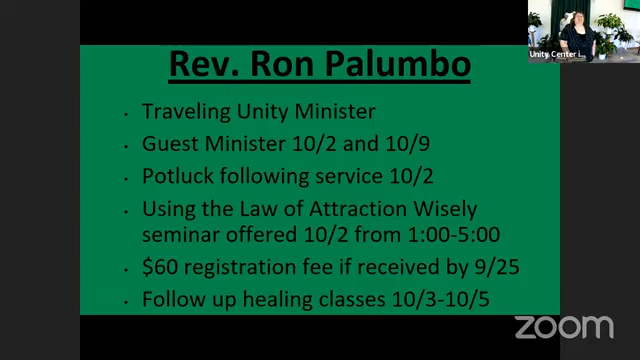 Rev. Ron Palumbo
• Traveling Unity Minister
• Guest Minister 10/2 and 10/9
• Potluck following service 10/2
• Using the Law of Attraction Wisely
seminar offered 10/2 from 1:00-5:00
• $60 registration fee if received by 9/25
• Follow up healing classes 10/3-10/5
Unity Center i...
zoom